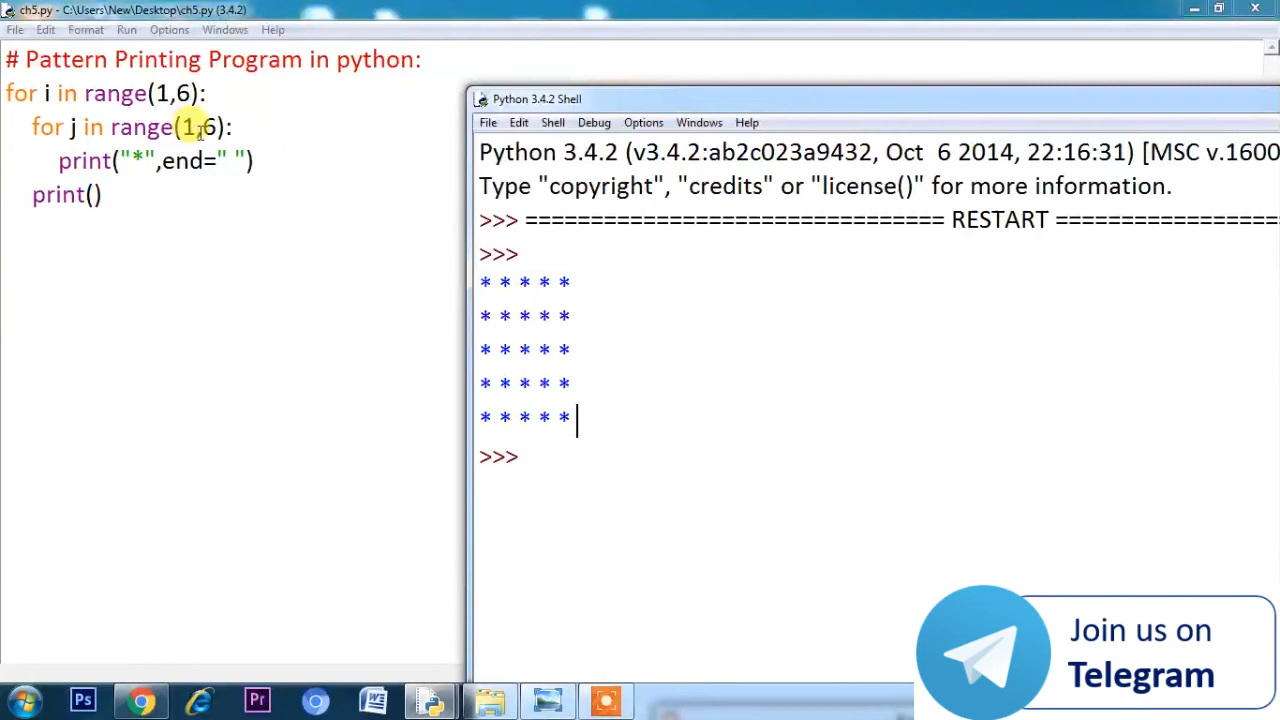 ch5.py - C:\Users\New\Desktop\ch5.py (3.4.2)
File Edit Format Run Options Windows Help
# Pattern Printing Program in python:
for i in range(1,6):
    for j in range(1,6):
        print("*",end=" ")
    print()
Python 3.4.2 Shell
File Edit Shell Debug Options Windows Help
Python 3.4.2 (v3.4.2:ab2c023a9432, Oct  6 2014, 22:16:31) [MSC v.1600
Type "copyright", "credits" or "license()" for more information.
>>> ================================ RESTART ==================
>>>
* * * * *
* * * * *
* * * * *
* * * * *
* * * * *
>>>
Join us on
Telegram
Ps
Pr
W